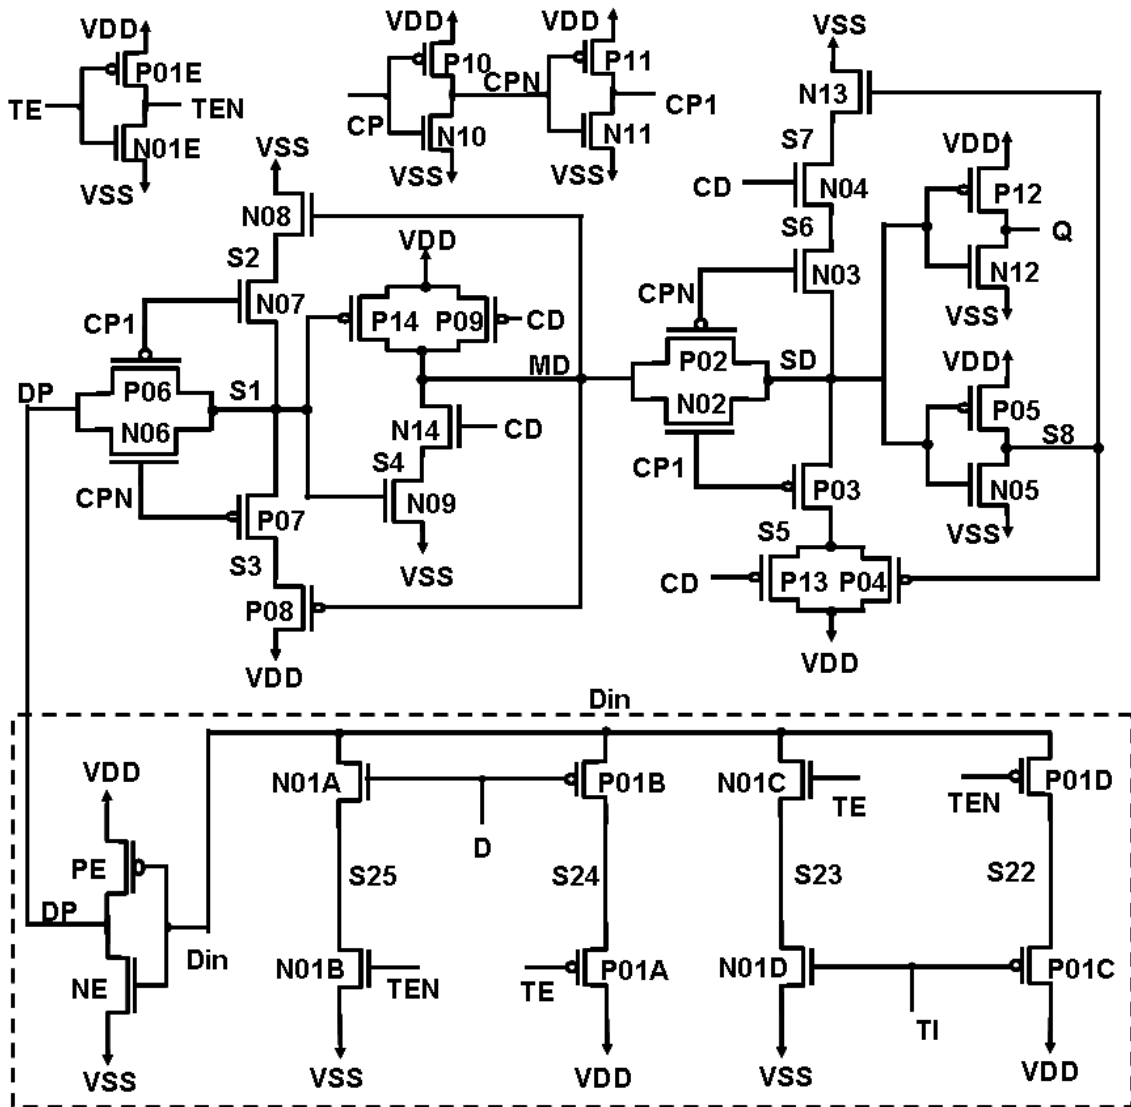 VDD
P01E
TE
TEN
N01E
VSS
VDD
P10
CPN
CP
N10
VSS
VDD
P11
CP1
N11
VSS
VSS
N13
S7
CD
N04
S6
N03
CPN
VDD
P12
Q
N12
VSS
VSS
N08
S2
N07
CP1
VDD
P14
P09
CD
MD
P02
SD
N02
CP1
VDD
P05
S8
N05
VSS
DP
P06
S1
N06
CPN
N14
CD
S4
N09
VSS
P07
S3
P08
VDD
P03
S5
CD
P13
P04
VDD
Din
VDD
PE
DP
Din
NE
VSS
N01A
D
P01B
S25
S24
N01B
TEN
TE
P01A
VSS
VDD
N01C
TE
TEN
P01D
S23
S22
N01D
P01C
TI
VSS
VDD